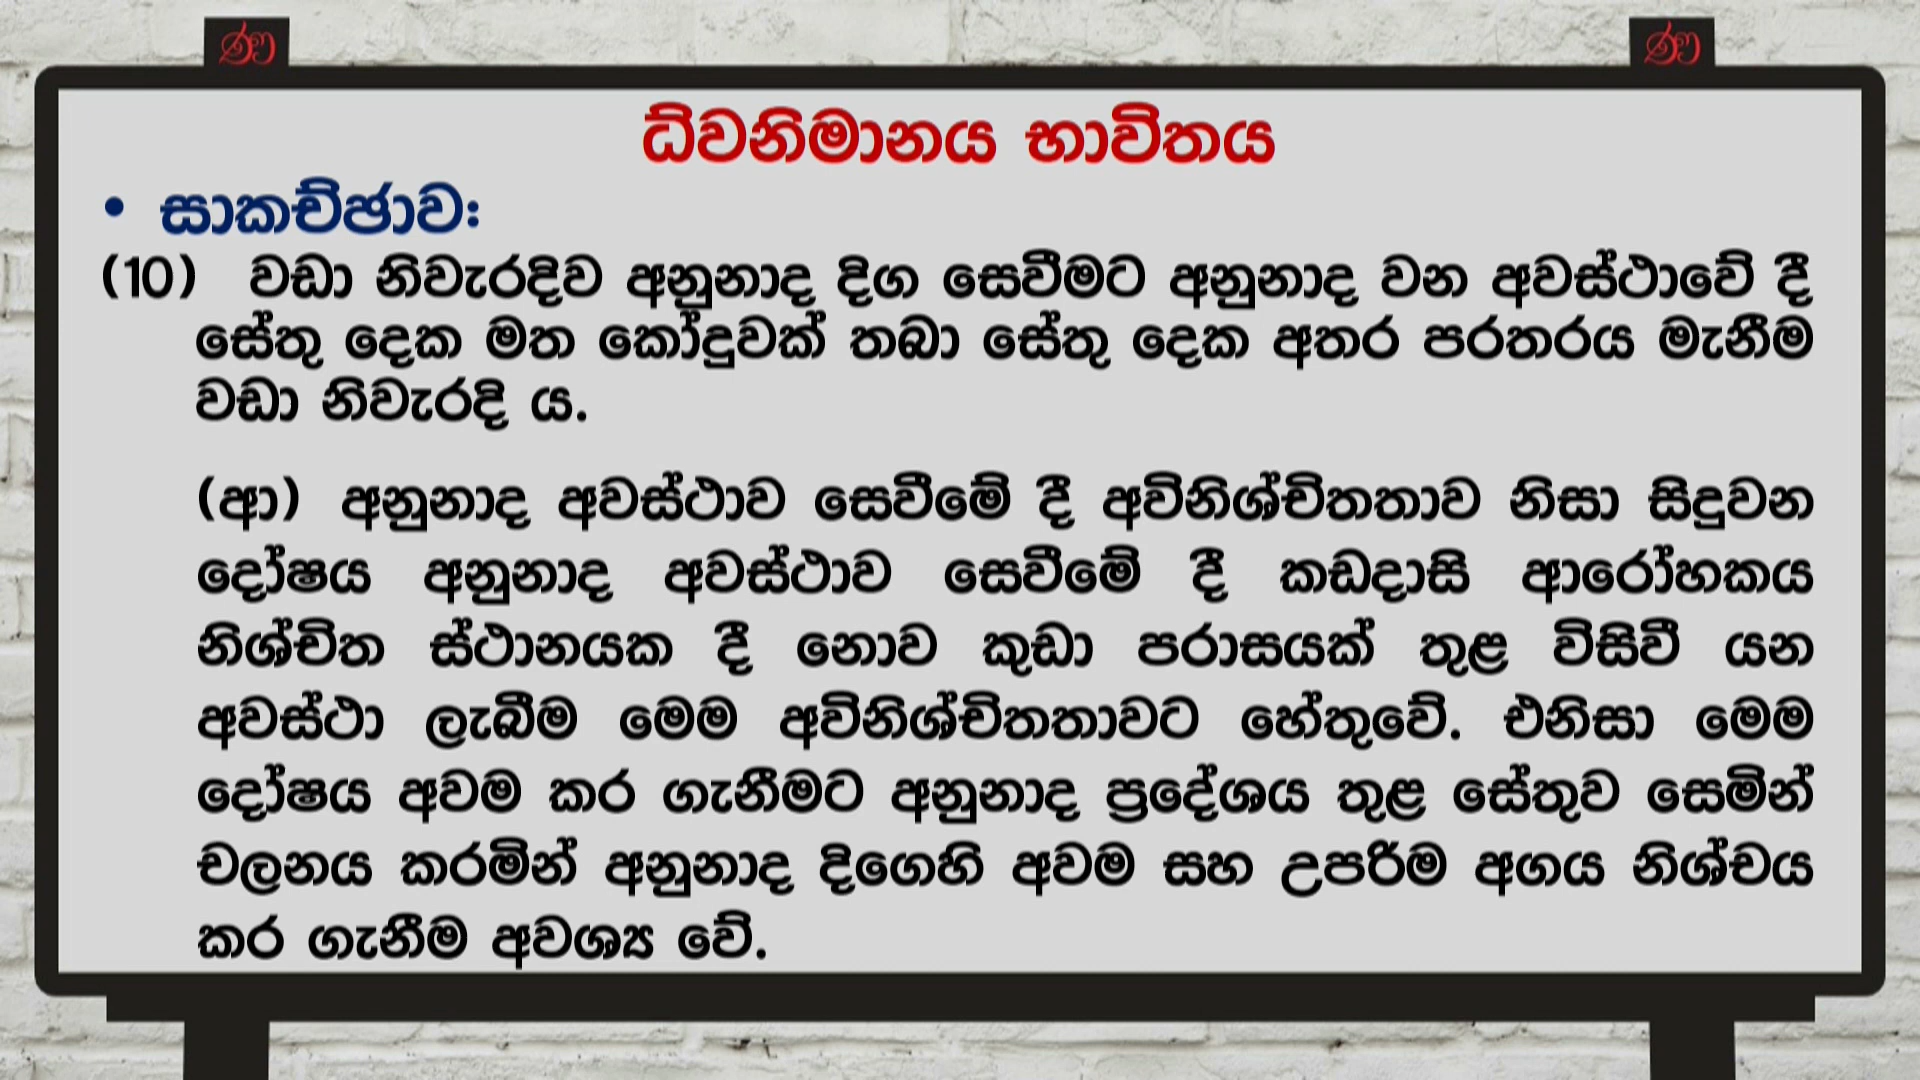 ණ ණ
ධ්වනිමානය භාවිතය
• සාකච්ඡාව:
(10) වඩා නිවැරදිව අනුනාද දිග සෙවීමට අනුනාද වන අවස්ථාවේ දී
සේතු දෙක මත කෝදුවක් තබා සේතු දෙක අතර පරතරය මැනීම
වඩා නිවැරදි ය.
(ආ) අනුනාද අවස්ථාව සෙවීමේ දී අවිනිශ්චිතතාව නිසා සිදුවන
දෝෂය අනුනාද අවස්ථාව සෙවීමේ දී කඩදාසි ආරෝහකය
නිශ්චිත ස්ථානයක දී නොව කුඩා පරාසයක් තුළ විසිවී යන
අවස්ථා ලැබීම මෙම අවිනිශ්චිතතාවට හේතුවේ. එනිසා මෙම
දෝෂය අවම කර ගැනීමට අනුනාද ප්‍රදේශය තුළ සේතුව සෙමින්
චලනය කරමින් අනුනාද දිගෙහි අවම සහ උපරිම අගය නිශ්චය
කර ගැනීම අවශ්‍ය වේ.